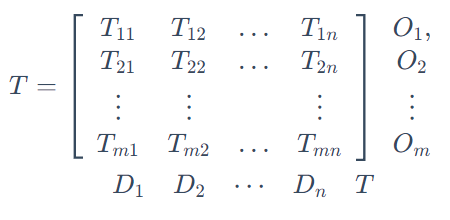 T₁₁ T₁₂ … T₁ₙ O₁,
T₂₁ T₂₂ … T₂ₙ O₂
T = ⋮ ⋮ ⋮ ⋮
Tₘ₁ Tₘ₂ … Tₘₙ Oₘ
D₁ D₂ ⋯ Dₙ T